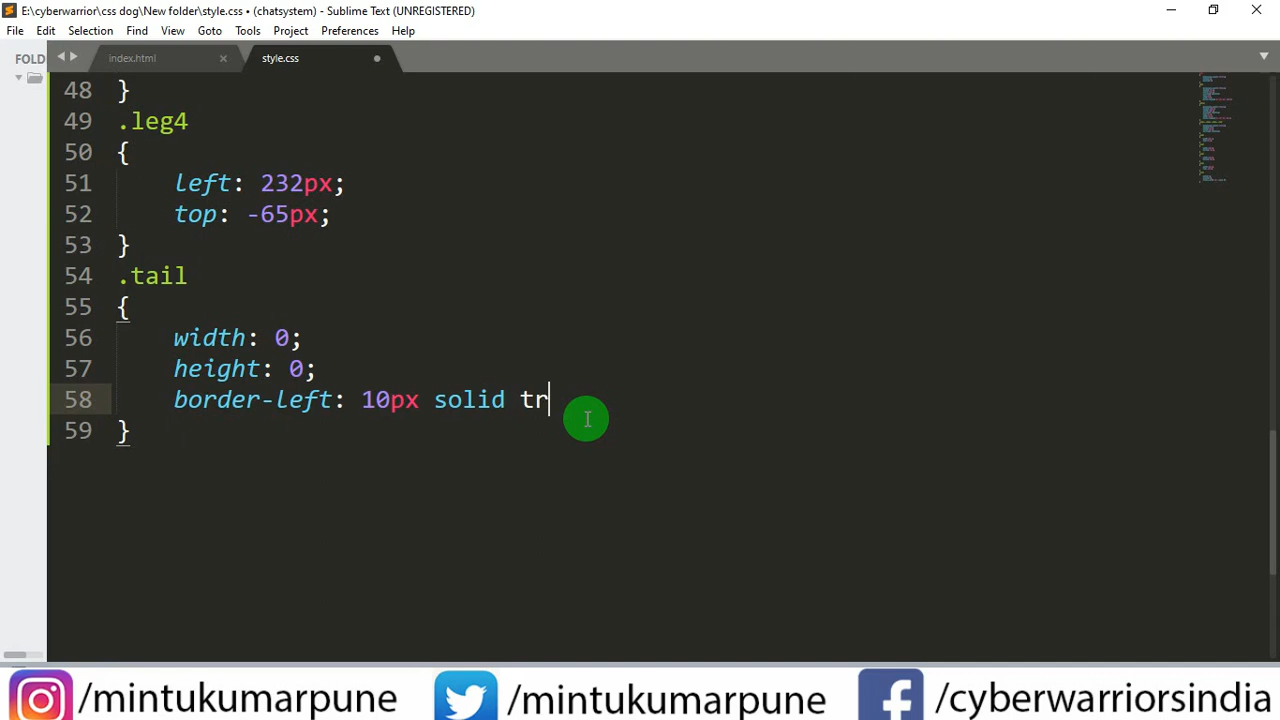 E:\cyberwarrior\css dog\New folder\style.css • (chatsystem) - Sublime Text (UNREGISTERED)
File Edit Selection Find View Goto Tools Project Preferences Help
FOLD
index.html
style.css
48 }
49 .leg4
50 {
51 left: 232px;
52 top: -65px;
53 }
54 .tail
55 {
56 width: 0;
57 height: 0;
58 border-left: 10px solid tr
59 }
/mintukumarpune /mintukumarpune /cyberwarriorsindia